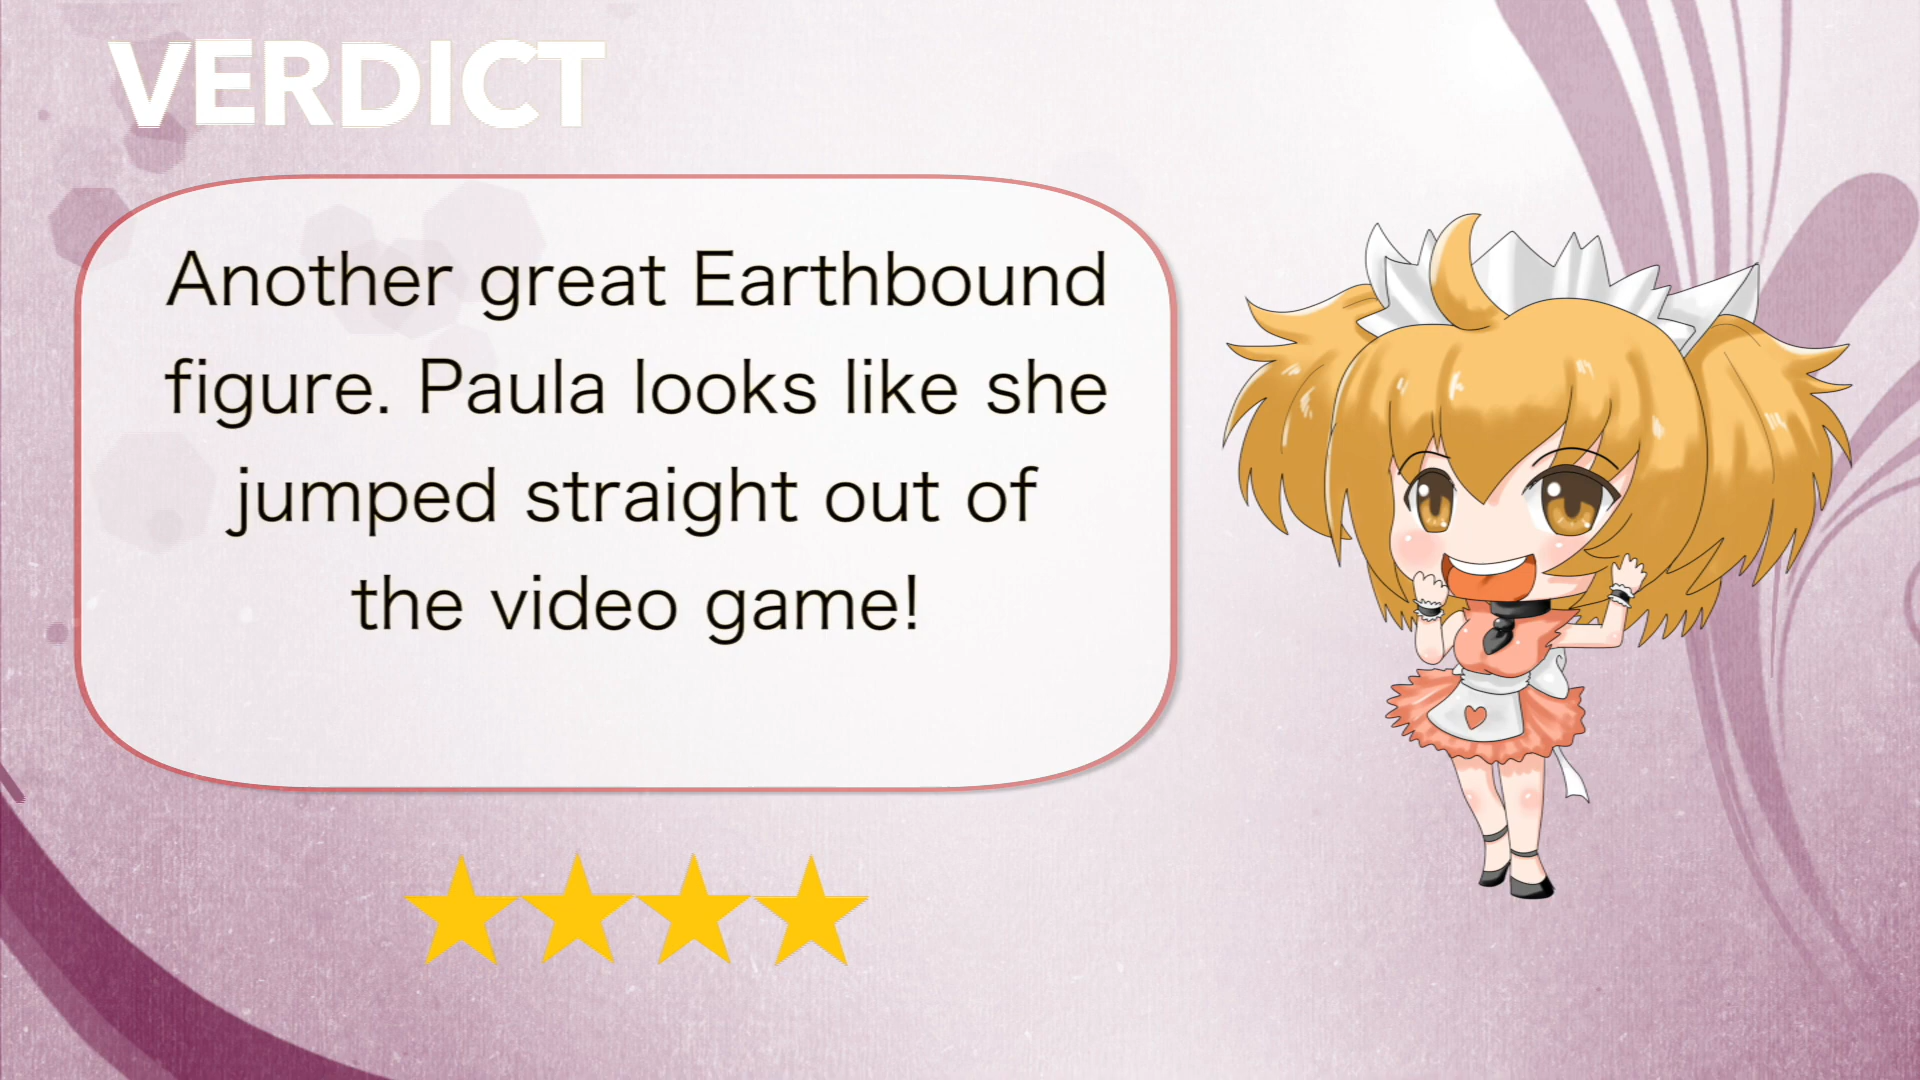 VERDICT
Another great Earthbound
figure. Paula looks like she
jumped straight out of
the video game!